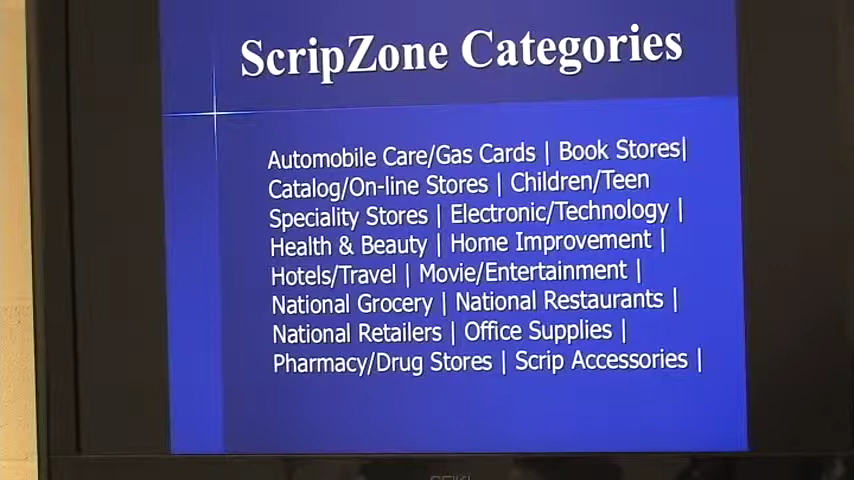 ScripZone Categories
Automobile Care/Gas Cards | Book Stores|
Catalog/On-line Stores | Children/Teen
Speciality Stores | Electronic/Technology |
Health & Beauty | Home Improvement |
Hotels/Travel | Movie/Entertainment |
National Grocery | National Restaurants |
National Retailers | Office Supplies |
Pharmacy/Drug Stores | Scrip Accessories |